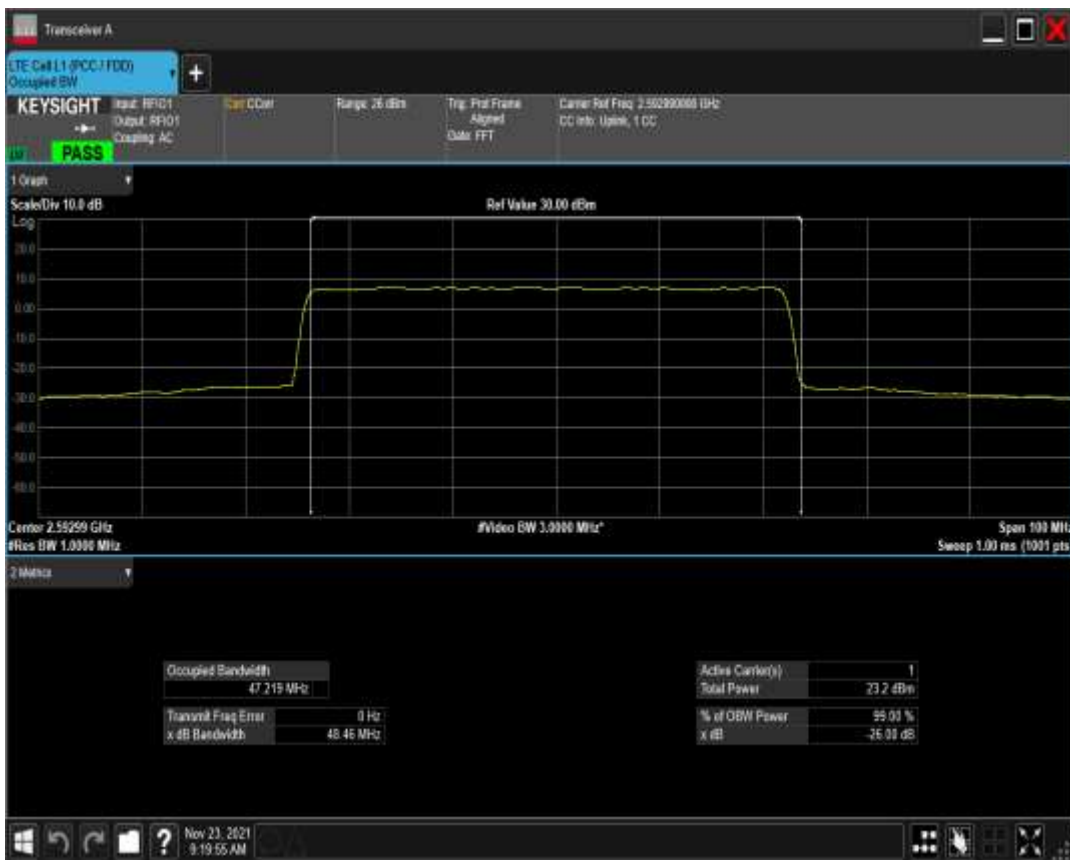 Transceiver A
LTE Cell L1 (PCC / FDD)
Occupied BW
+
KEYSIGHT
Input: RFIO1
Output: RFIO1
Coupling: AC
PASS
Corr CCorr
Range: 26 dBm
Trig: Prd Frame
Aligned
Gate: FFT
Carrier Ref Freq: 2.592990000 GHz
CC Info: Uplink, 1 CC
1 Graph
Scale/Div 10.0 dB
Ref Value 30.00 dBm
Log
20.0
10.0
0.00
-10.0
-20.0
-30.0
-40.0
-50.0
-60.0
Center 2.59299 GHz
#Video BW 3.0000 MHz*
Span 100 MHz
#Res BW 1.0000 MHz
Sweep 1.00 ms (1001 pts
2 Metrics
Occupied Bandwidth
47.219 MHz
Transmit Freq Error 0 Hz
x dB Bandwidth 48.46 MHz
Active Carrier(s) 1
Total Power 23.2 dBm
% of OBW Power 99.00 %
x dB -26.00 dB
?
Nov 23, 2021
9:19:55 AM